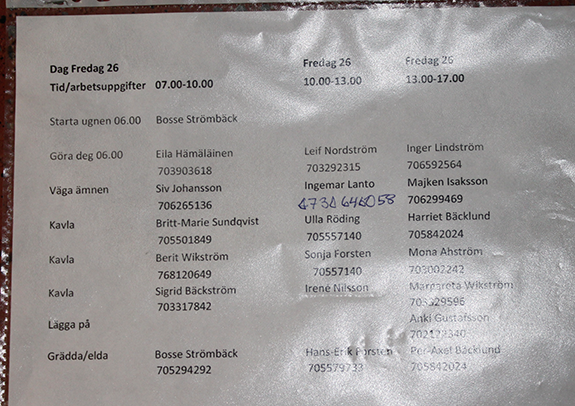 Dag Fredag 26 Fredag 26 Fredag 26
Tid/arbetsuppgifter 07.00-10.00 10.00-13.00 13.00-17.00
Starta ugnen 06.00 Bosse Strömbäck
Göra deg 06.00 Eila Hämäläinen Leif Nordström Inger Lindström
703903618 703292315 706592564
Väga ämnen Siv Johansson Ingemar Lanto Majken Isaksson
706265136 706299469
Kavla Britt-Marie Sundqvist Ulla Röding Harriet Bäcklund
705501849 705557140 705842024
Kavla Berit Wikström Sonja Forsten Mona Ahström
768120649 70557140 703002242
Kavla Sigrid Bäckström Irené Nilsson Margareta Wikström
703317842
Lägga på Anki Gustafsson
Grädda/elda Bosse Strömbäck Hans-Erik Forsten Per-Axel Bäcklund
705294292 705579733 705842024